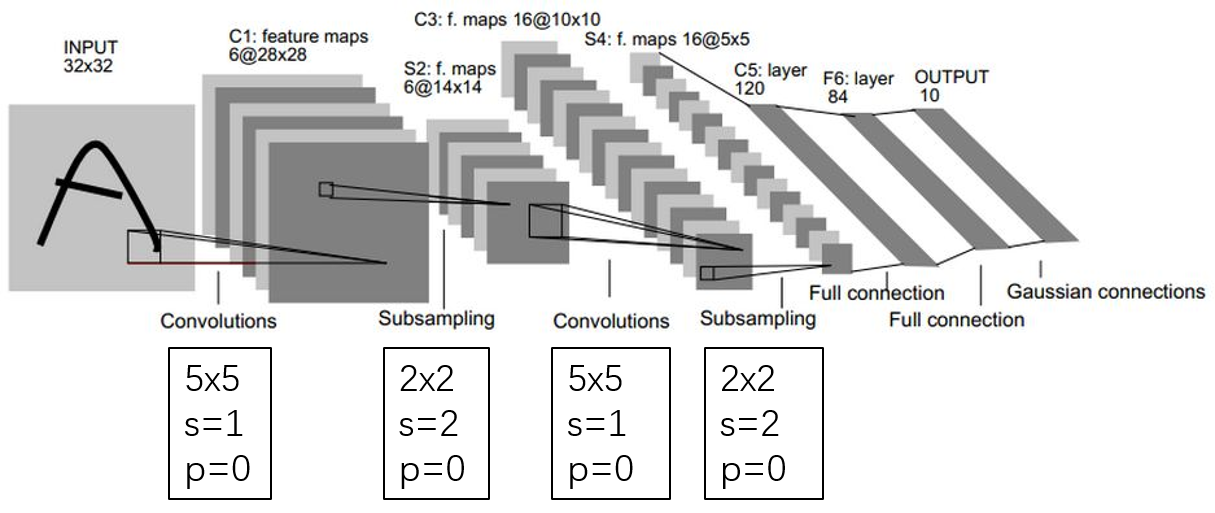 INPUT
32x32
C1: feature maps
6@28x28
S2: f. maps
6@14x14
C3: f. maps 16@10x10
S4: f. maps 16@5x5
C5: layer
120
F6: layer
84
OUTPUT
10
Convolutions
Subsampling
Convolutions
Subsampling
Full connection
Full connection
Gaussian connections
5x5
s=1
p=0
2x2
s=2
p=0
5x5
s=1
p=0
2x2
s=2
p=0
A